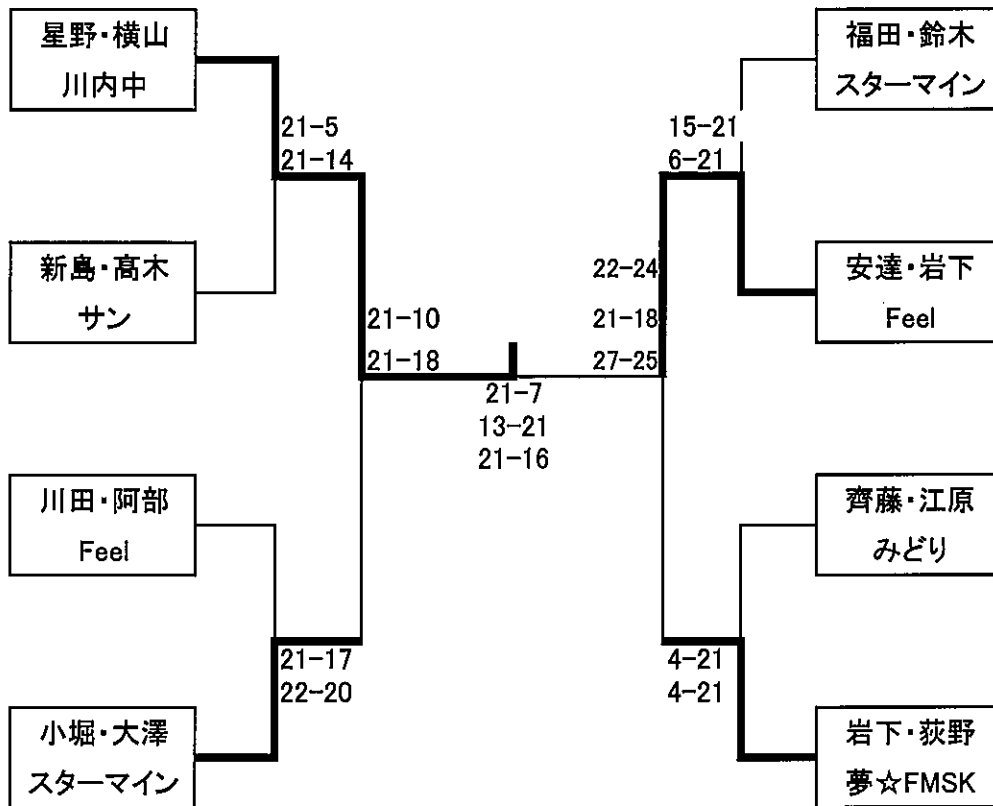 星野・横山
川内中
福田・鈴木
スターマイン
21-5
21-14
15-21
6-21
新島・髙木
サン
安達・岩下
Feel
22-24
21-18
27-25
21-10
21-18
21-7
13-21
21-16
川田・阿部
Feel
齊藤・江原
みどり
21-17
22-20
4-21
4-21
小堀・大澤
スターマイン
岩下・荻野
夢☆FMSK